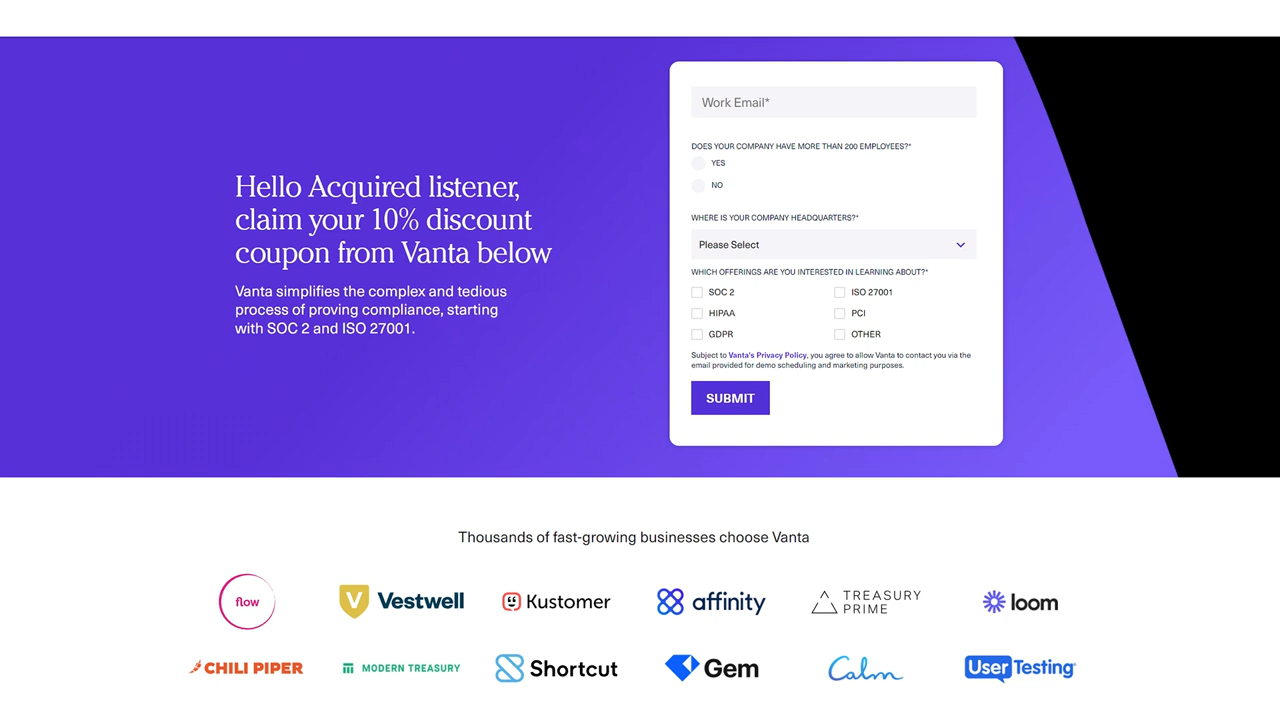 Hello Acquired listener,
claim your 10% discount
coupon from Vanta below
Vanta simplifies the complex and tedious
process of proving compliance, starting
with SOC 2 and ISO 27001.
Work Email*
DOES YOUR COMPANY HAVE MORE THAN 200 EMPLOYEES?*
YES
NO
WHERE IS YOUR COMPANY HEADQUARTERS?*
Please Select
WHICH OFFERINGS ARE YOU INTERESTED IN LEARNING ABOUT?*
SOC 2 ISO 27001
HIPAA PCI
GDPR OTHER
Subject to Vanta's Privacy Policy, you agree to allow Vanta to contact you via the
email provided for demo scheduling and marketing purposes.
SUBMIT
Thousands of fast-growing businesses choose Vanta
flow V Vestwell Kustomer affinity TREASURY PRIME loom
CHILI PIPER MODERN TREASURY Shortcut Gem Calm UserTesting